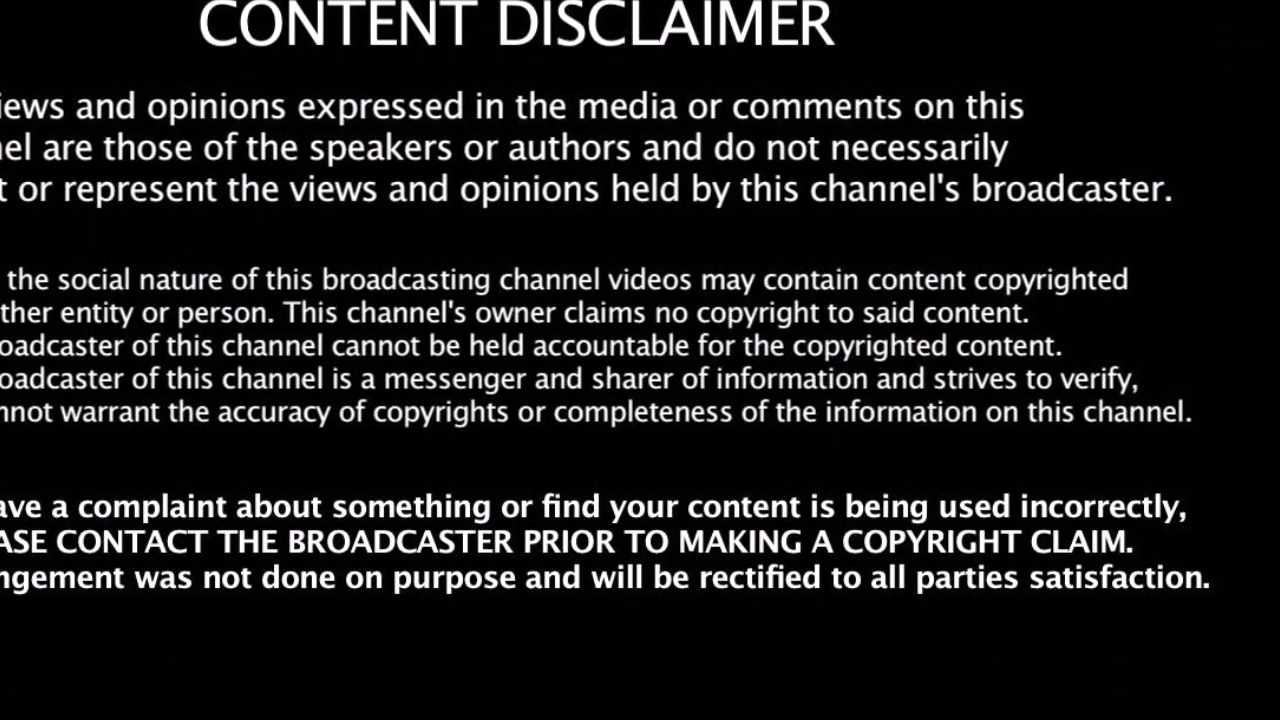 CONTENT DISCLAIMER
iews and opinions expressed in the media or comments on this
nel are those of the speakers or authors and do not necessarily
t or represent the views and opinions held by this channel's broadcaster.
the social nature of this broadcasting channel videos may contain content copyrighted
ther entity or person. This channel's owner claims no copyright to said content.
oadcaster of this channel cannot be held accountable for the copyrighted content.
oadcaster of this channel is a messenger and sharer of information and strives to verify,
nnot warrant the accuracy of copyrights or completeness of the information on this channel.
ave a complaint about something or find your content is being used incorrectly,
ASE CONTACT THE BROADCASTER PRIOR TO MAKING A COPYRIGHT CLAIM.
ngement was not done on purpose and will be rectified to all parties satisfaction.